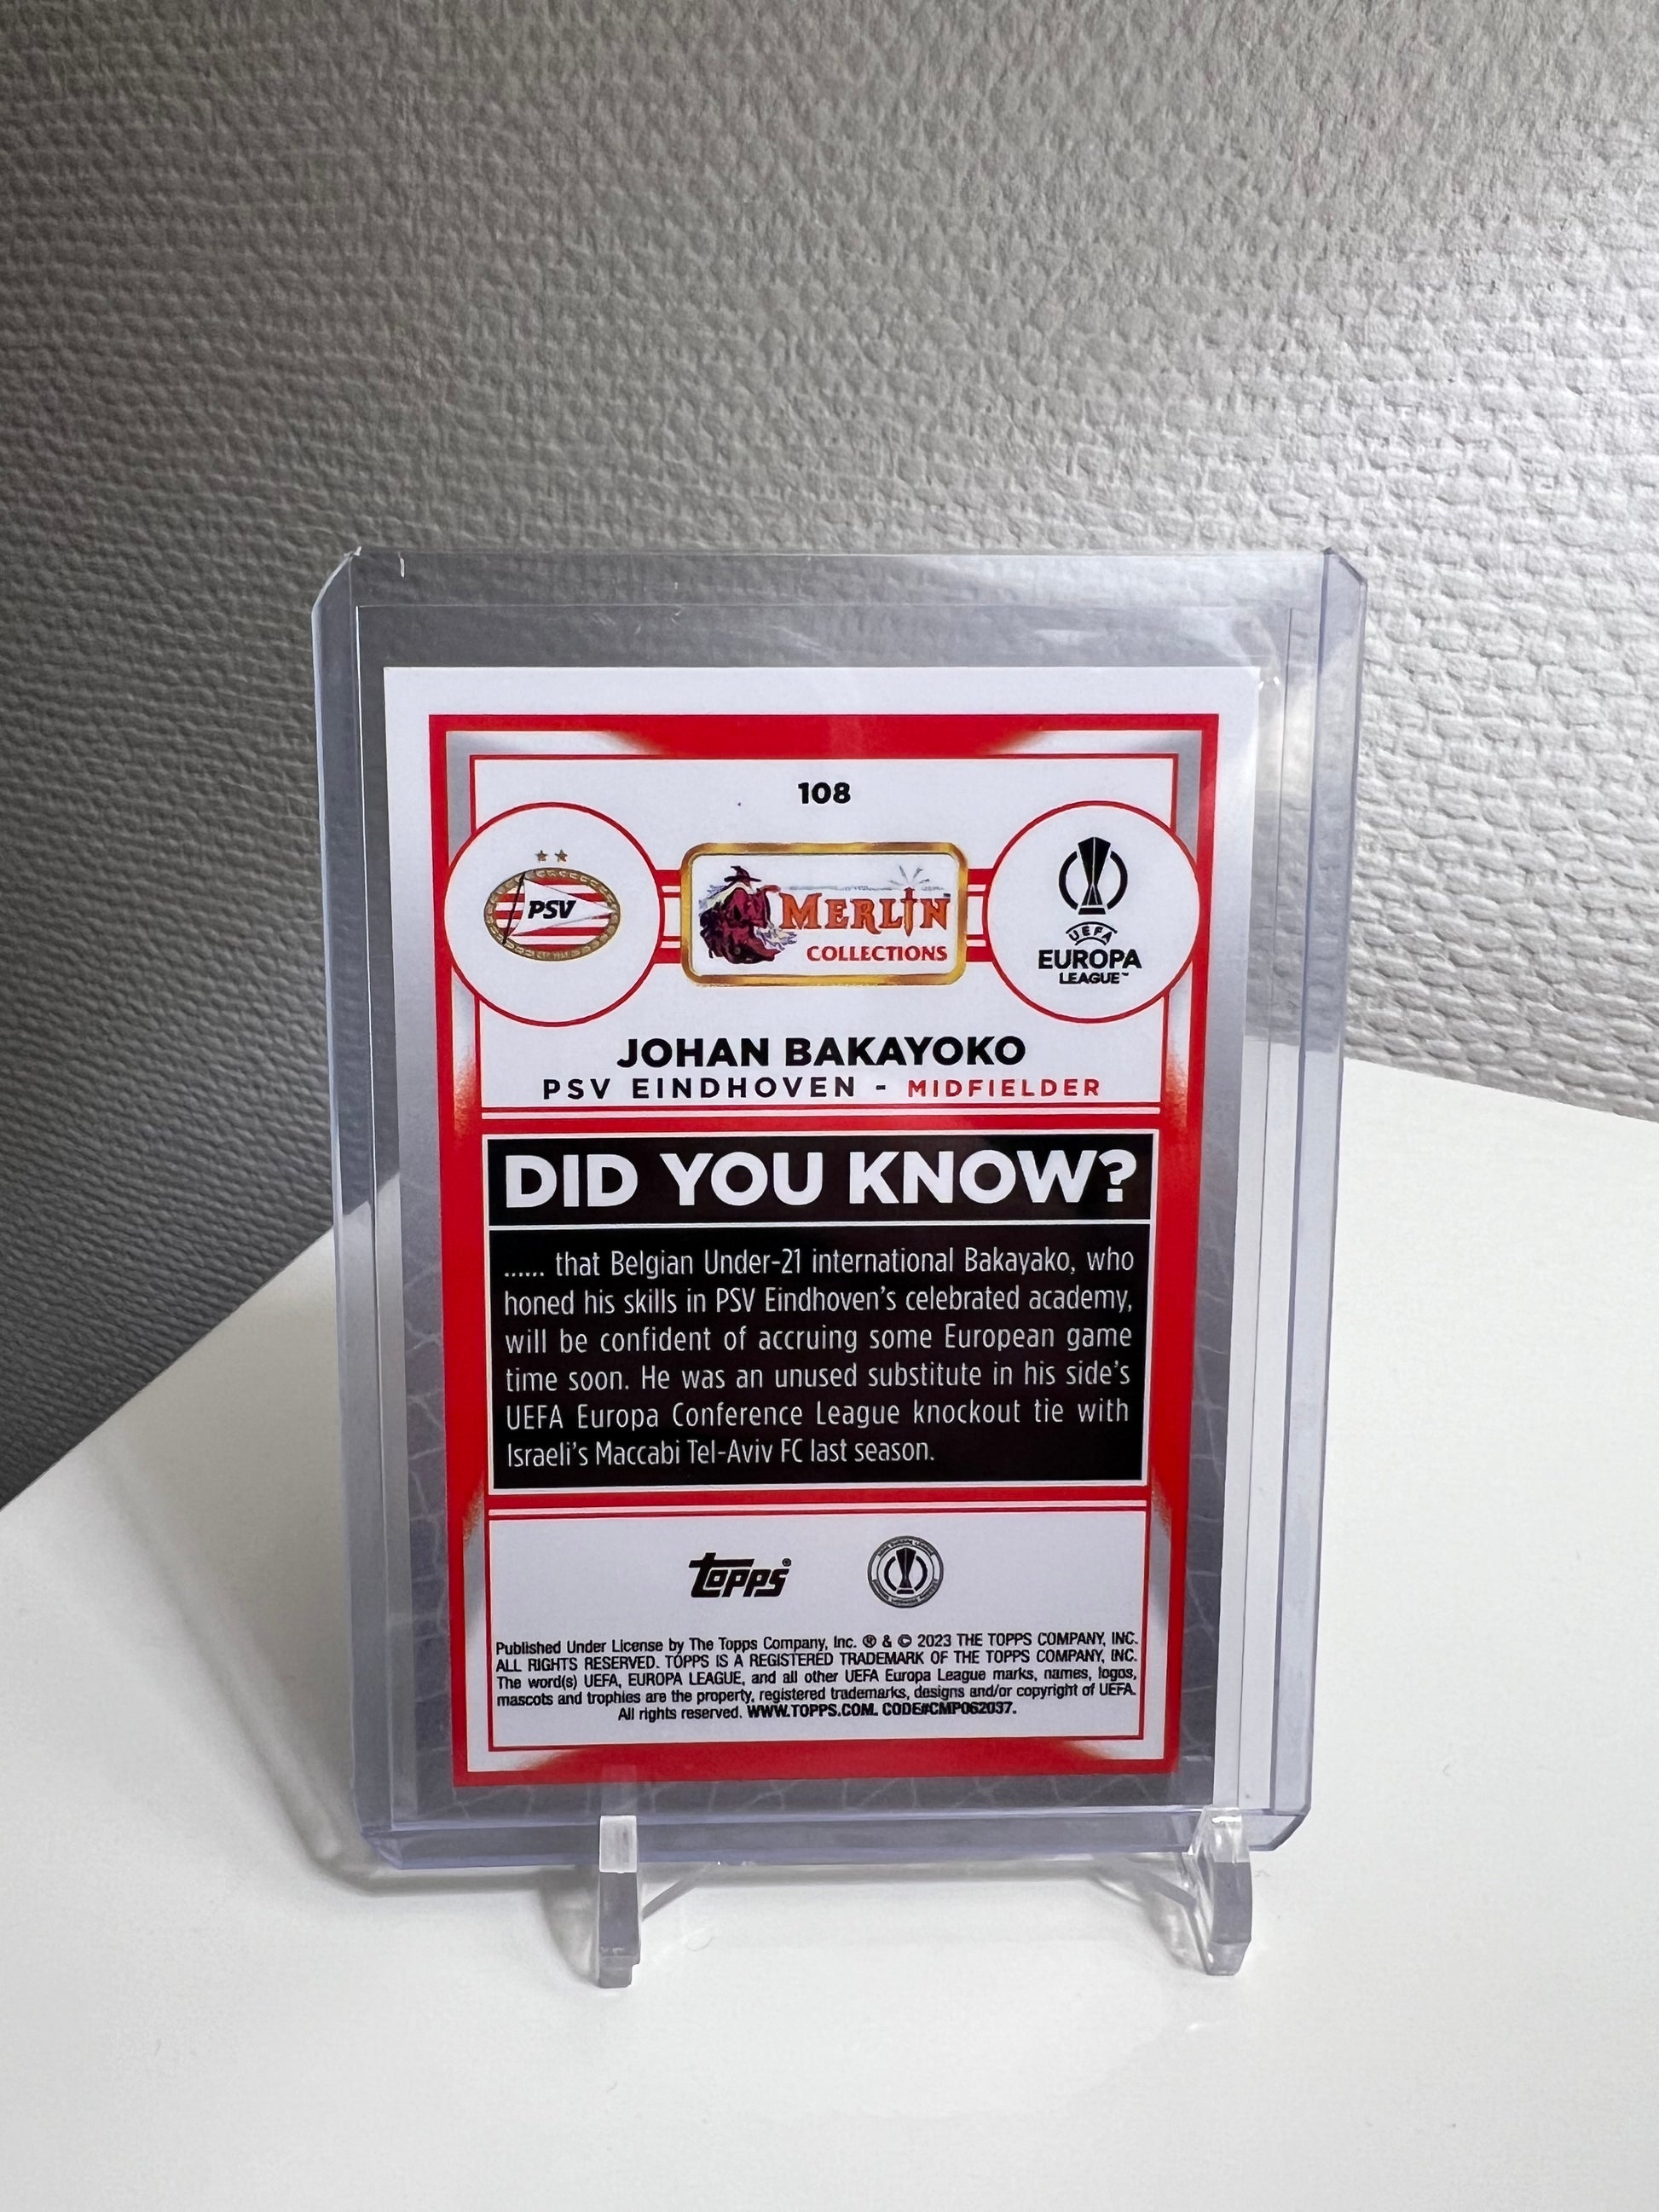 108
PSV
MERLIN
COLLECTIONS
UEFA
EUROPA
LEAGUE™
JOHAN BAKAYOKO
PSV EINDHOVEN - MIDFIELDER
DID YOU KNOW?
...... that Belgian Under-21 international Bakayako, who
honed his skills in PSV Eindhoven's celebrated academy,
will be confident of accruing some European game
time soon. He was an unused substitute in his side's
UEFA Europa Conference League knockout tie with
Israeli's Maccabi Tel-Aviv FC last season.
topps®
Published Under License by The Topps Company, Inc. ® & © 2023 THE TOPPS COMPANY, INC.
ALL RIGHTS RESERVED. TOPPS IS A REGISTERED TRADEMARK OF THE TOPPS COMPANY, INC.
The word(s) UEFA, EUROPA LEAGUE, and all other UEFA Europa League marks, names, logos,
mascots and trophies are the property, registered trademarks, designs and/or copyright of UEFA.
All rights reserved. WWW.TOPPS.COM. CODE#CMP062037.